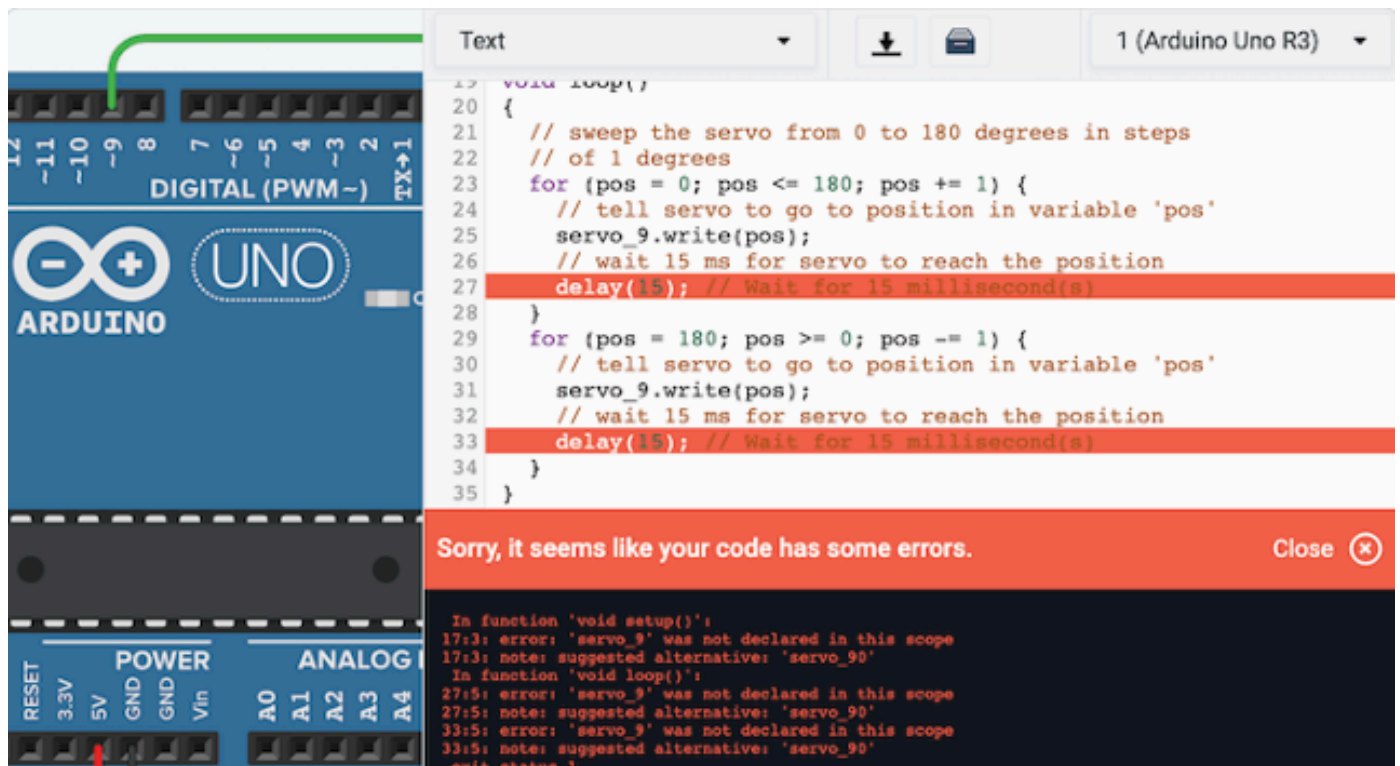 Text
1 (Arduino Uno R3)
19 void loop()
20 {
21 // sweep the servo from 0 to 180 degrees in steps
22 // of 1 degrees
23 for (pos = 0; pos <= 180; pos += 1) {
24 // tell servo to go to position in variable 'pos'
25 servo_9.write(pos);
26 // wait 15 ms for servo to reach the position
27 delay(15); // Wait for 15 millisecond(s)
28 }
29 for (pos = 180; pos >= 0; pos -= 1) {
30 // tell servo to go to position in variable 'pos'
31 servo_9.write(pos);
32 // wait 15 ms for servo to reach the position
33 delay(15); // Wait for 15 millisecond(s)
34 }
35 }
Sorry, it seems like your code has some errors.
Close
In function 'void setup()':
17:3: error: 'servo_9' was not declared in this scope
17:3: note: suggested alternative: 'servo_90'
In function 'void loop()':
27:5: error: 'servo_9' was not declared in this scope
27:5: note: suggested alternative: 'servo_90'
33:5: error: 'servo_9' was not declared in this scope
33:5: note: suggested alternative: 'servo_90'
exit status 1
12 ~11 ~10 ~9 8 7 ~6 ~5 4 ~3 2 TX→1
DIGITAL (PWM~)
UNO
ARDUINO
POWER
ANALOG
RESET 3.3V 5V GND GND Vin A0 A1 A2 A3 A4